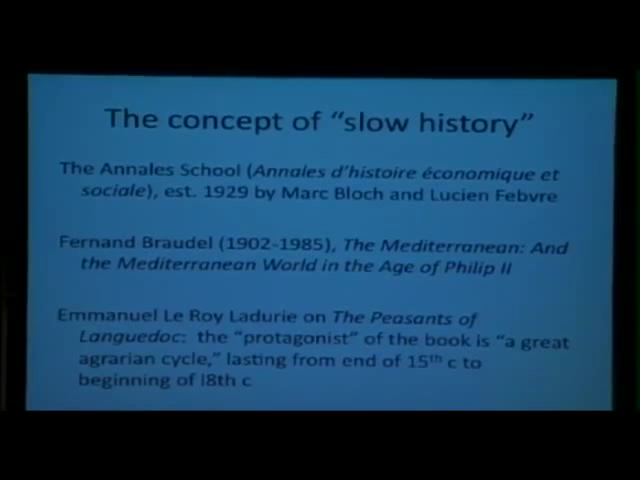 The concept of “slow history”
The Annales School (Annales d’histoire économique et
sociale), est. 1929 by Marc Bloch and Lucien Febvre
Fernand Braudel (1902-1985), The Mediterranean: And
the Mediterranean World in the Age of Philip II
Emmanuel Le Roy Ladurie on The Peasants of
Languedoc:  the “protagonist” of the book is “a great
agrarian cycle,” lasting from end of 15th c to
beginning of l8th c